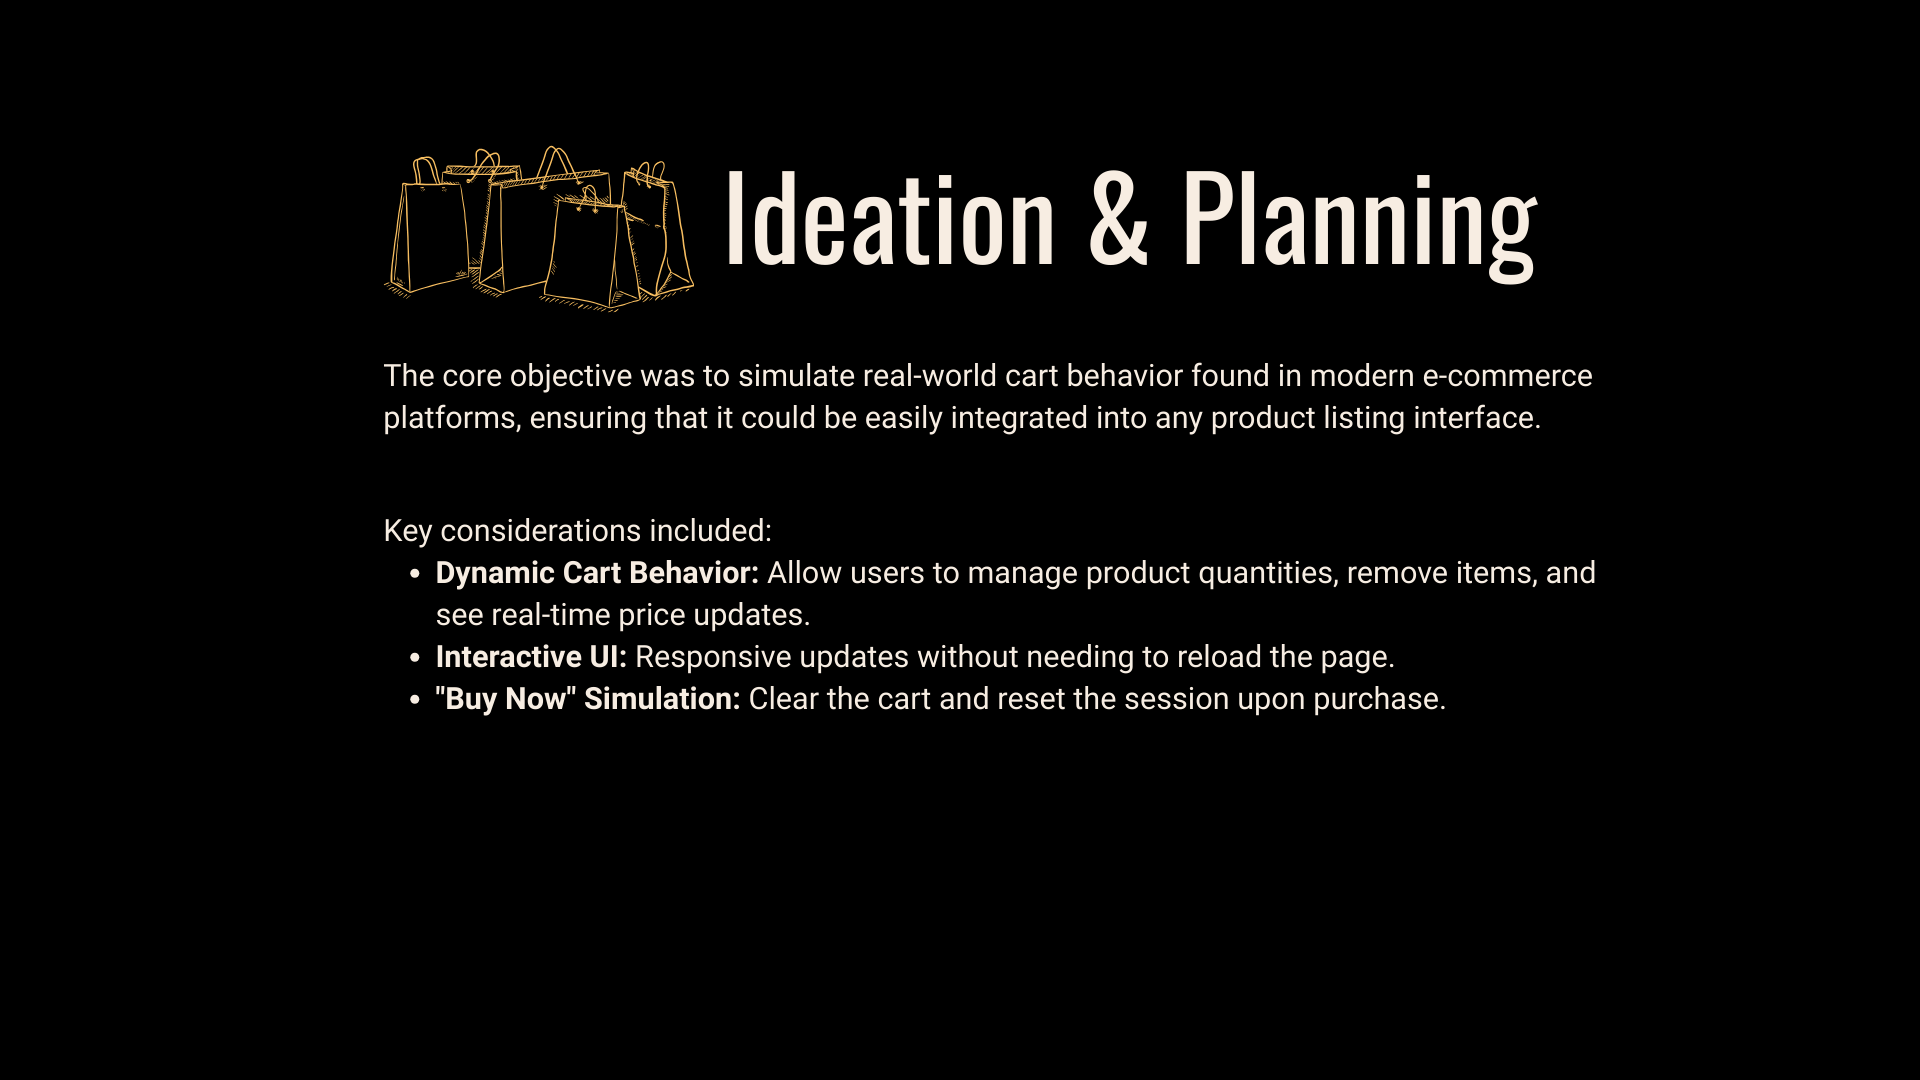 Ideation & Planning
The core objective was to simulate real-world cart behavior found in modern e-commerce
platforms, ensuring that it could be easily integrated into any product listing interface.
Key considerations included:
• Dynamic Cart Behavior: Allow users to manage product quantities, remove items, and
see real-time price updates.
• Interactive UI: Responsive updates without needing to reload the page.
• "Buy Now" Simulation: Clear the cart and reset the session upon purchase.